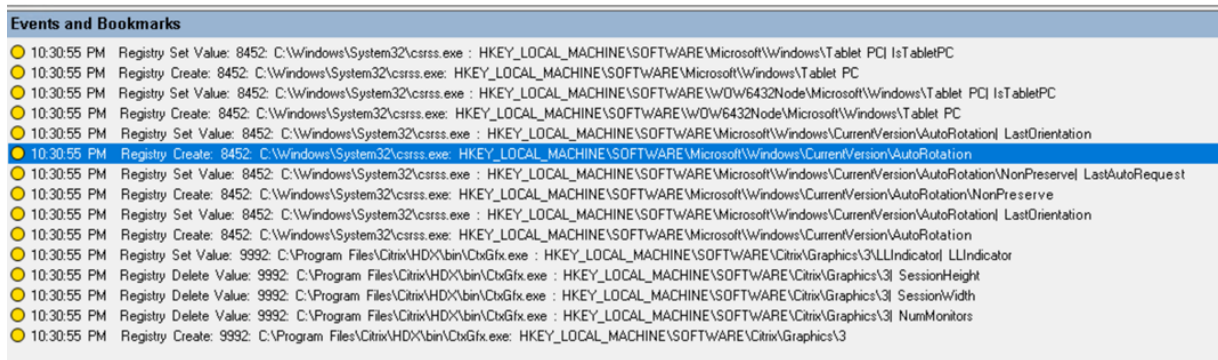 Events and Bookmarks
10:30:55 PM Registry Set Value: 8452: C:\Windows\System32\csrss.exe : HKEY_LOCAL_MACHINE\SOFTWARE\Microsoft\Windows\Tablet PC| IsTabletPC
10:30:55 PM Registry Create: 8452: C:\Windows\System32\csrss.exe: HKEY_LOCAL_MACHINE\SOFTWARE\Microsoft\Windows\Tablet PC
10:30:55 PM Registry Set Value: 8452: C:\Windows\System32\csrss.exe : HKEY_LOCAL_MACHINE\SOFTWARE\WOW6432Node\Microsoft\Windows\Tablet PC| IsTabletPC
10:30:55 PM Registry Create: 8452: C:\Windows\System32\csrss.exe: HKEY_LOCAL_MACHINE\SOFTWARE\WOW6432Node\Microsoft\Windows\Tablet PC
10:30:55 PM Registry Set Value: 8452: C:\Windows\System32\csrss.exe : HKEY_LOCAL_MACHINE\SOFTWARE\Microsoft\Windows\CurrentVersion\AutoRotation| LastOrientation
10:30:55 PM Registry Create: 8452: C:\Windows\System32\csrss.exe: HKEY_LOCAL_MACHINE\SOFTWARE\Microsoft\Windows\CurrentVersion\AutoRotation
10:30:55 PM Registry Set Value: 8452: C:\Windows\System32\csrss.exe : HKEY_LOCAL_MACHINE\SOFTWARE\Microsoft\Windows\CurrentVersion\AutoRotation\NonPreserve| LastAutoRequest
10:30:55 PM Registry Create: 8452: C:\Windows\System32\csrss.exe: HKEY_LOCAL_MACHINE\SOFTWARE\Microsoft\Windows\CurrentVersion\AutoRotation\NonPreserve
10:30:55 PM Registry Set Value: 8452: C:\Windows\System32\csrss.exe : HKEY_LOCAL_MACHINE\SOFTWARE\Microsoft\Windows\CurrentVersion\AutoRotation| LastOrientation
10:30:55 PM Registry Create: 8452: C:\Windows\System32\csrss.exe: HKEY_LOCAL_MACHINE\SOFTWARE\Microsoft\Windows\CurrentVersion\AutoRotation
10:30:55 PM Registry Set Value: 9992: C:\Program Files\Citrix\HDX\bin\CtxGfx.exe : HKEY_LOCAL_MACHINE\SOFTWARE\Citrix\Graphics\3\LLIndicator| LLIndicator
10:30:55 PM Registry Delete Value: 9992: C:\Program Files\Citrix\HDX\bin\CtxGfx.exe : HKEY_LOCAL_MACHINE\SOFTWARE\Citrix\Graphics\3| SessionHeight
10:30:55 PM Registry Delete Value: 9992: C:\Program Files\Citrix\HDX\bin\CtxGfx.exe : HKEY_LOCAL_MACHINE\SOFTWARE\Citrix\Graphics\3| SessionWidth
10:30:55 PM Registry Delete Value: 9992: C:\Program Files\Citrix\HDX\bin\CtxGfx.exe : HKEY_LOCAL_MACHINE\SOFTWARE\Citrix\Graphics\3| NumMonitors
10:30:55 PM Registry Create: 9992: C:\Program Files\Citrix\HDX\bin\CtxGfx.exe: HKEY_LOCAL_MACHINE\SOFTWARE\Citrix\Graphics\3